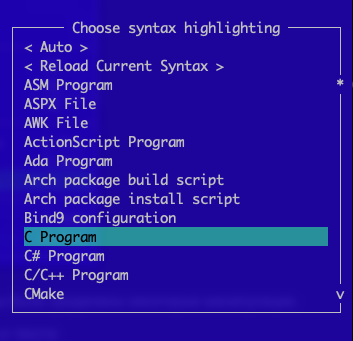 Choose syntax highlighting
< Auto >
< Reload Current Syntax >
ASM Program
*
ASPX File
AWK File
ActionScript Program
Ada Program
Arch package build script
Arch package install script
Bind9 configuration
C Program
C# Program
C/C++ Program
CMake
v